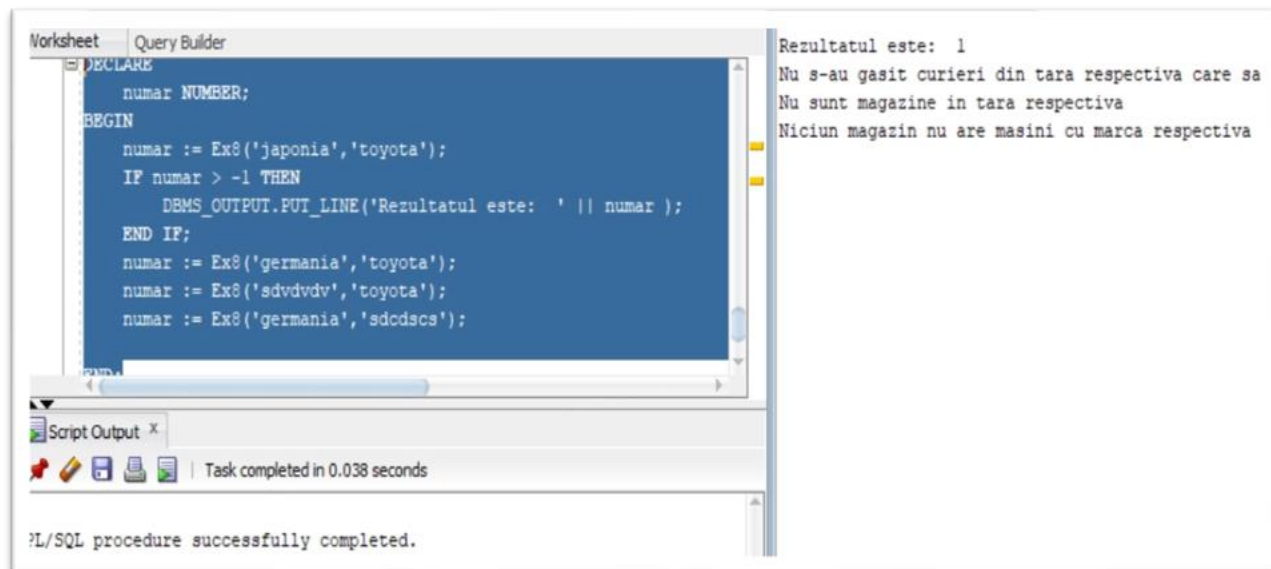 Worksheet Query Builder
DECLARE
numar NUMBER;
BEGIN
numar := Ex8('japonia','toyota');
IF numar > -1 THEN
DBMS_OUTPUT.PUT_LINE('Rezultatul este:  ' || numar );
END IF;
numar := Ex8('germania','toyota');
numar := Ex8('sdvdvdv','toyota');
numar := Ex8('germania','sdcdscs');
END;
Script Output x
Task completed in 0.038 seconds
PL/SQL procedure successfully completed.
Rezultatul este:  1
Nu s-au gasit curieri din tara respectiva care sa
Nu sunt magazine in tara respectiva
Niciun magazin nu are masini cu marca respectiva